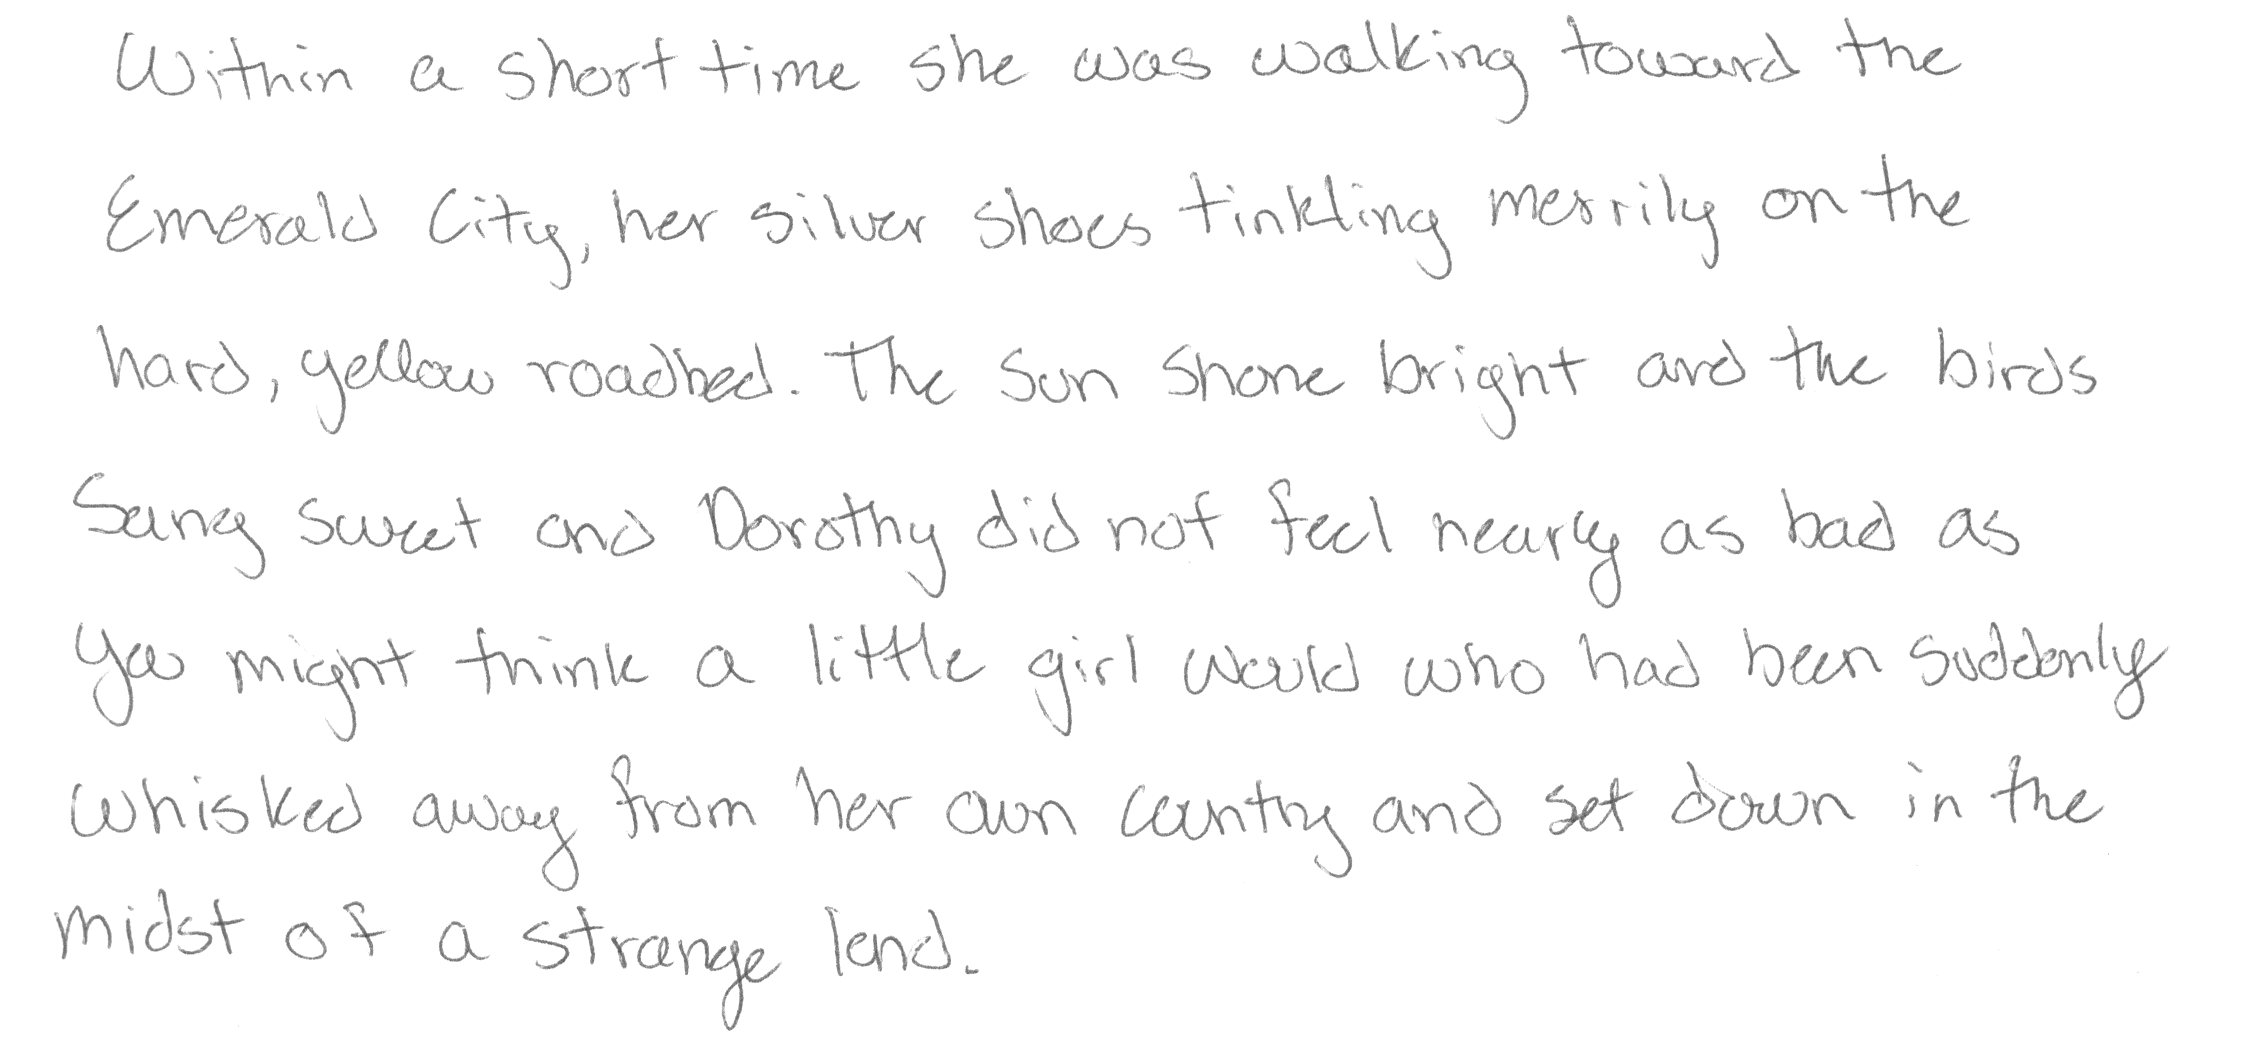 Within a short time she was walking toward the
Emerald City, her silver shoes tinkling merrily on the
hard, yellow roadbed. The sun shone bright and the birds
Sang sweet and Dorothy did not feel nearly as bad as
you might think a little girl would who had been suddenly
whisked away from her own country and set down in the
midst of a strange land.